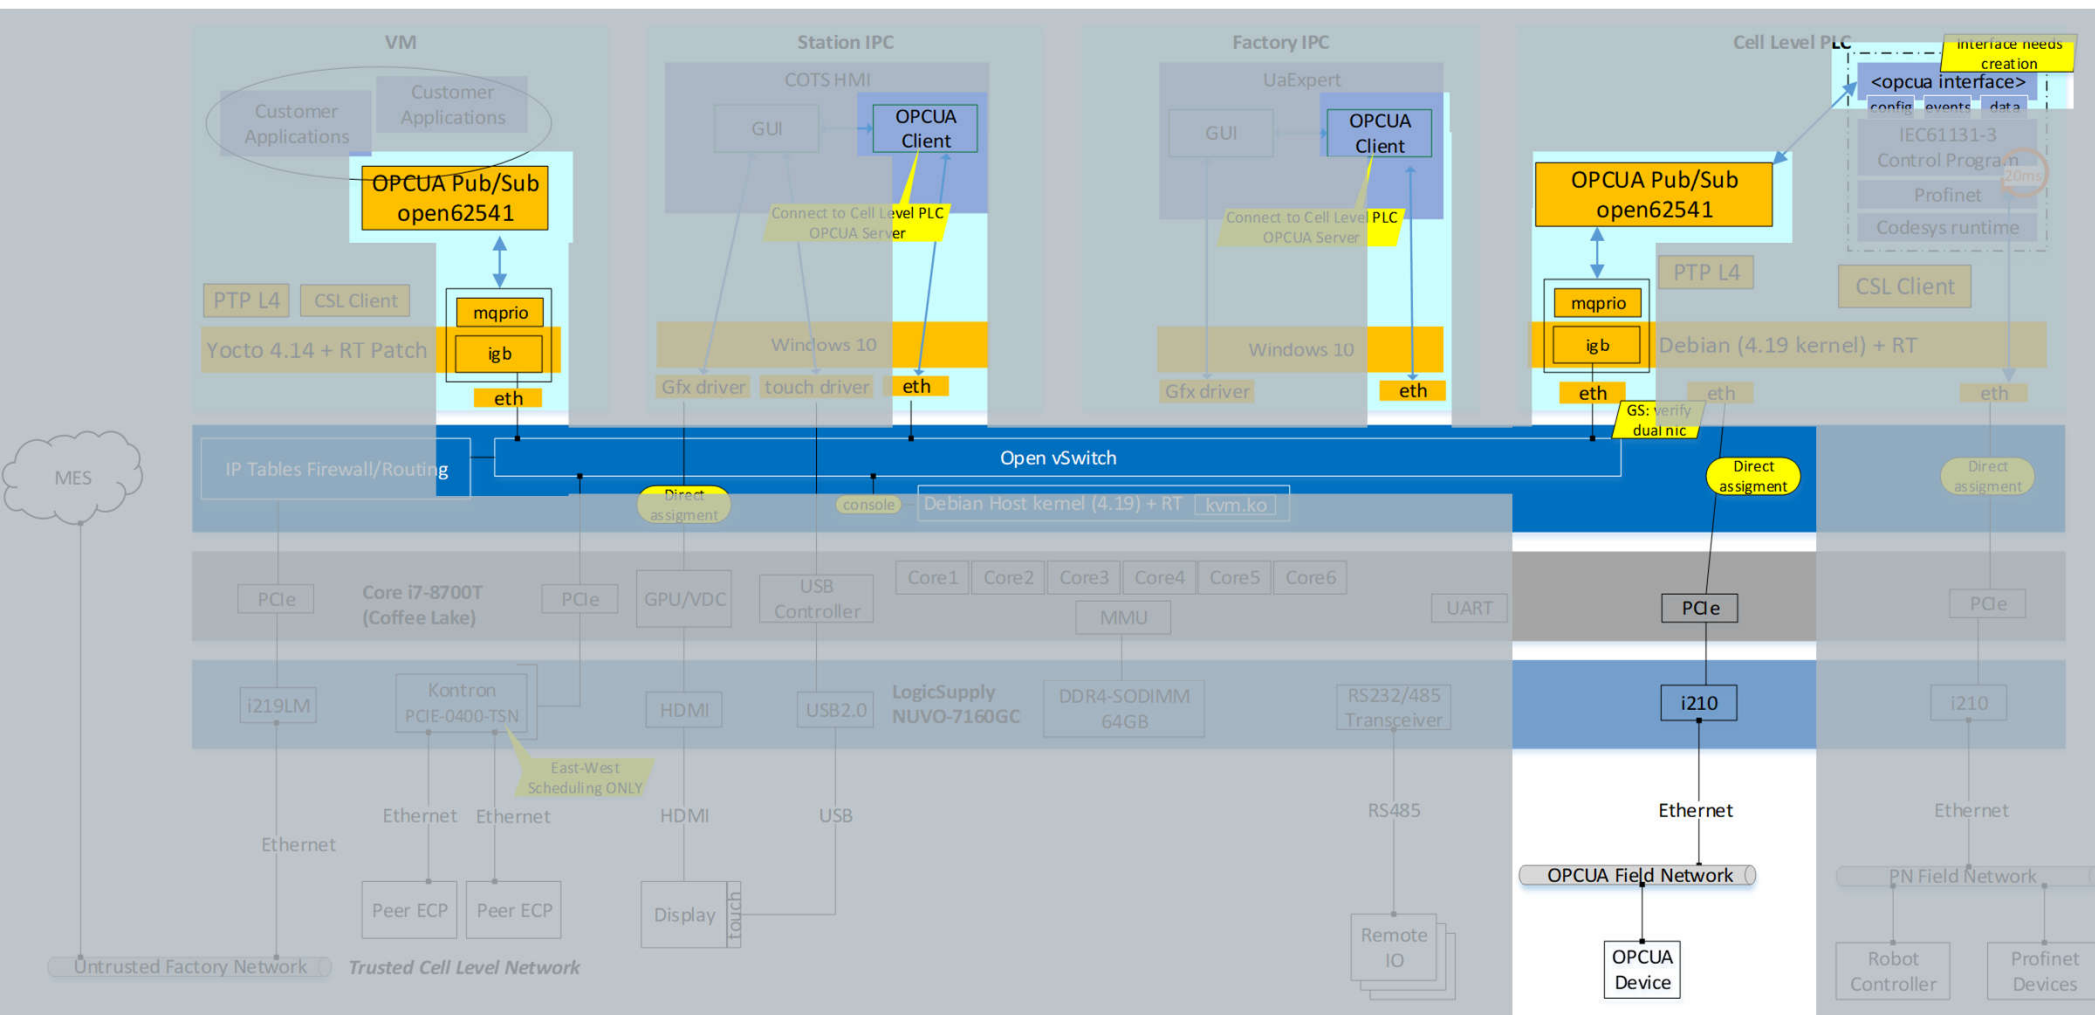 VM
Customer
Applications
Customer
Applications
OPCUA Pub/Sub
open62541
PTP L4
CSL Client
mqprio
Yocto 4.14 + RT Patch
igb
eth
Station IPC
COTS HMI
GUI
OPCUA
Client
Connect to Cell Level PLC
OPCUA Server
Windows 10
Gfx driver
touch driver
eth
Factory IPC
UaExpert
GUI
OPCUA
Client
Connect to Cell Level PLC
OPCUA Server
Windows 10
Gfx driver
eth
Cell Level PLC
Interface needs
creation
<opcua interface>
config
events
data
IEC61131-3
Control Program
20ms
Profinet
Codesys runtime
OPCUA Pub/Sub
open62541
PTP L4
CSL Client
mqprio
igb
Debian (4.19 kernel) + RT
eth
eth
eth
GS: verify
dual nic
MES
IP Tables Firewall/Routing
Open vSwitch
Direct
assigment
console
Debian Host kernel (4.19) + RT
kvm.ko
Direct
assigment
Direct
assigment
PCIe
Core i7-8700T
(Coffee Lake)
PCIe
GPU/VDC
USB
Controller
Core1
Core2
Core3
Core4
Core5
Core6
MMU
UART
PCIe
PCIe
i219LM
Kontron
PCIE-0400-TSN
HDMI
USB2.0
LogicSupply
NUVO-7160GC
DDR4-SODIMM
64GB
RS232/485
Transceiver
i210
i210
East-West
Scheduling ONLY
Ethernet
Ethernet
Ethernet
HDMI
USB
RS485
Ethernet
Ethernet
OPCUA Field Network
PN Field Network
Peer ECP
Peer ECP
Display
touch
Remote
IO
OPCUA
Device
Robot
Controller
Profinet
Devices
Untrusted Factory Network
Trusted Cell Level Network